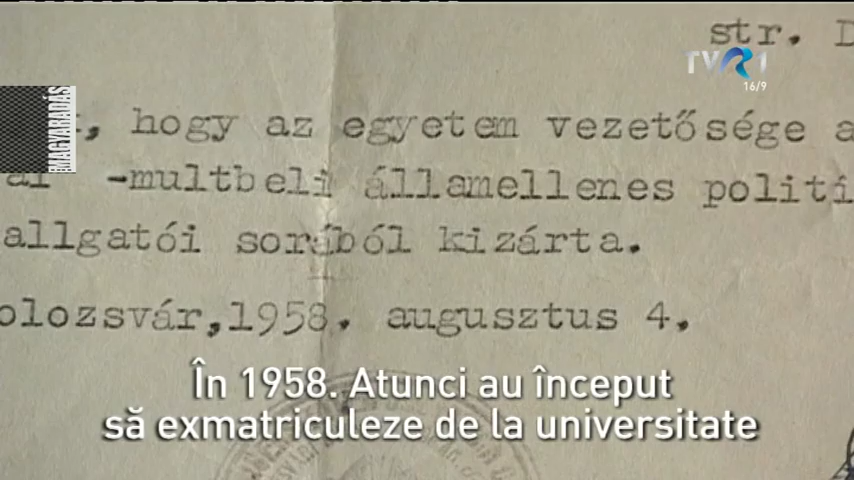 str. D
TVR1
16/9
MAGYARADÁS
, hogy az egyetem vezetősége a
-multbeli államellenes politi
allgatói sorából kizárta.
olozsvár,1958. augusztus 4.
În 1958. Atunci au început
să exmatriculeze de la universitate